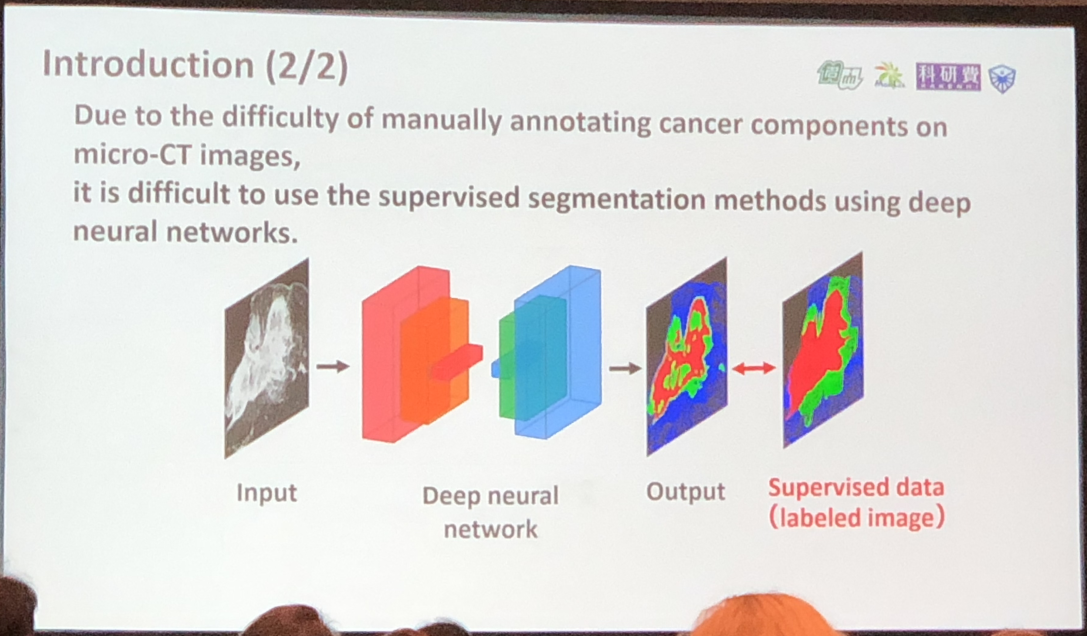 Introduction (2/2)
科研費
Due to the difficulty of manually annotating cancer components on
micro-CT images,
it is difficult to use the supervised segmentation methods using deep
neural networks.
Input
Deep neural
network
Output
Supervised data
(labeled image)